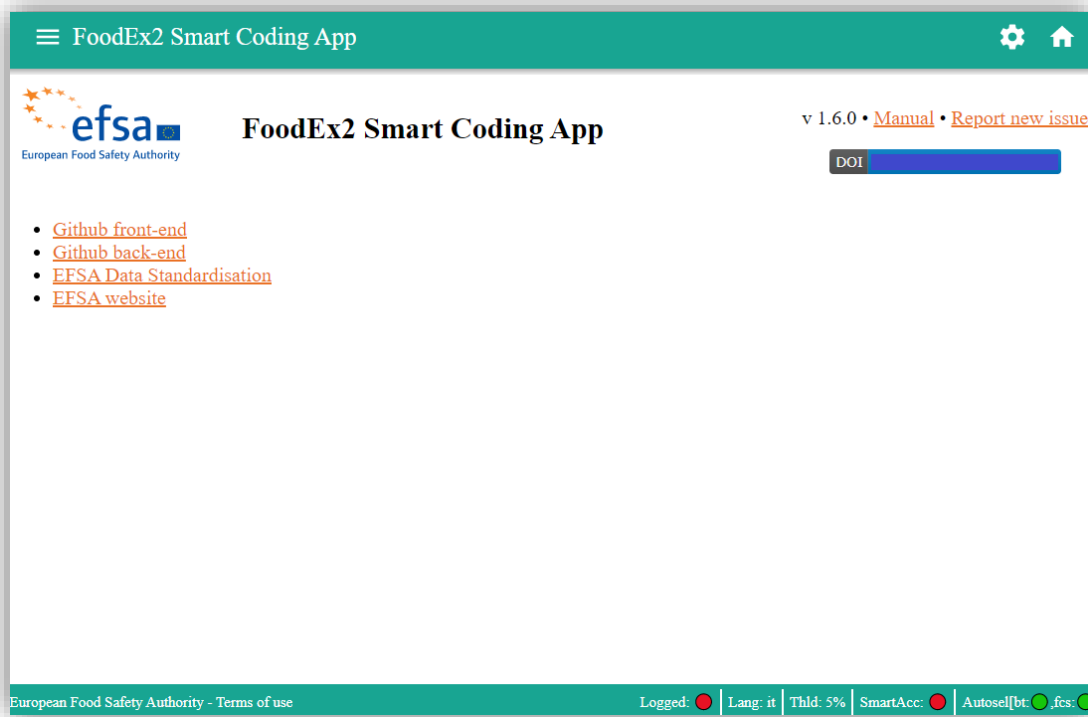 FoodEx2 Smart Coding App
efsa
European Food Safety Authority
FoodEx2 Smart Coding App
v 1.6.0 • Manual • Report new issue
DOI
• Github front-end
• Github back-end
• EFSA Data Standardisation
• EFSA website
European Food Safety Authority - Terms of use
Logged: Lang: it Thld: 5% SmartAcc: Autosel[bt: ,fcs: